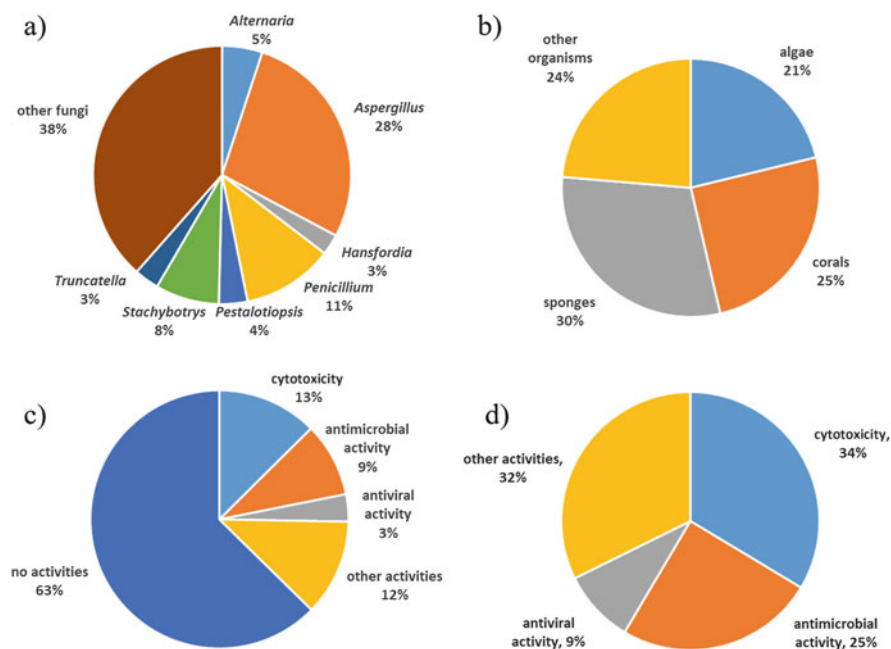 a)
Alternaria
5%
Aspergillus
28%
Hansfordia
3%
Penicillium
11%
Pestalotiopsis
4%
Stachybotrys
8%
Truncatella
3%
other fungi
38%
b)
algae
21%
corals
25%
sponges
30%
other
organisms
24%
c)
cytotoxicity
13%
antimicrobial
activity
9%
antiviral
activity
3%
other activities
12%
no activities
63%
d)
cytotoxicity,
34%
antimicrobial
activity, 25%
antiviral
activity, 9%
other activities,
32%